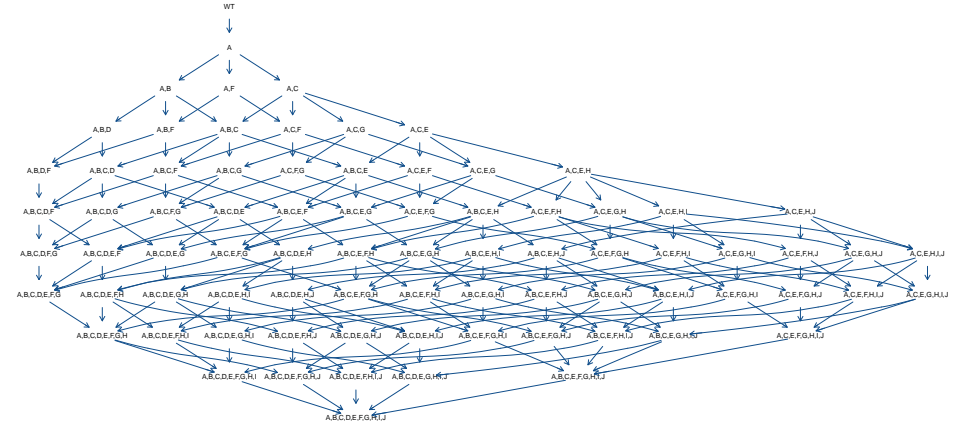 WT
A
A,B A,F A,C
A,B,D A,B,F A,B,C A,C,F A,C,G A,C,E
A,B,D,F A,B,C,D A,B,C,F A,B,C,G A,C,F,G A,B,C,E A,C,E,F A,C,E,G A,C,E,H
A,B,C,D,F A,B,C,D,G A,B,C,F,G A,B,C,D,E A,B,C,E,F A,B,C,E,G A,C,E,F,G A,B,C,E,H A,C,E,F,H A,C,E,G,H A,C,E,H,I A,C,E,H,J
A,B,C,D,F,G A,B,C,D,E,F A,B,C,D,E,G A,B,C,E,F,G A,B,C,D,E,H A,B,C,E,F,H A,B,C,E,G,H A,B,C,E,H,I A,B,C,E,H,J A,C,E,F,G,H A,C,E,F,H,I A,C,E,G,H,I A,C,E,F,H,J A,C,E,G,H,J A,C,E,H,I,J
A,B,C,D,E,F,G A,B,C,D,E,F,H A,B,C,D,E,G,H A,B,C,D,E,H,I A,B,C,D,E,H,J A,B,C,E,F,G,H A,B,C,E,F,H,I A,B,C,E,G,H,I A,B,C,E,F,H,J A,B,C,E,G,H,J A,B,C,E,H,I,J A,C,E,F,G,H,I A,C,E,F,G,H,J A,C,E,F,H,I,J A,C,E,G,H,I,J
A,B,C,D,E,F,G,H A,B,C,D,E,F,H,I A,B,C,D,E,G,H,I A,B,C,D,E,F,H,J A,B,C,D,E,G,H,J A,B,C,D,E,H,I,J A,B,C,E,F,G,H,I A,B,C,E,F,G,H,J A,B,C,E,F,H,I,J A,B,C,E,G,H,I,J A,C,E,F,G,H,I,J
A,B,C,D,E,F,G,H,I A,B,C,D,E,F,G,H,J A,B,C,D,E,F,H,I,J A,B,C,D,E,G,H,I,J A,B,C,E,F,G,H,I,J
A,B,C,D,E,F,G,H,I,J